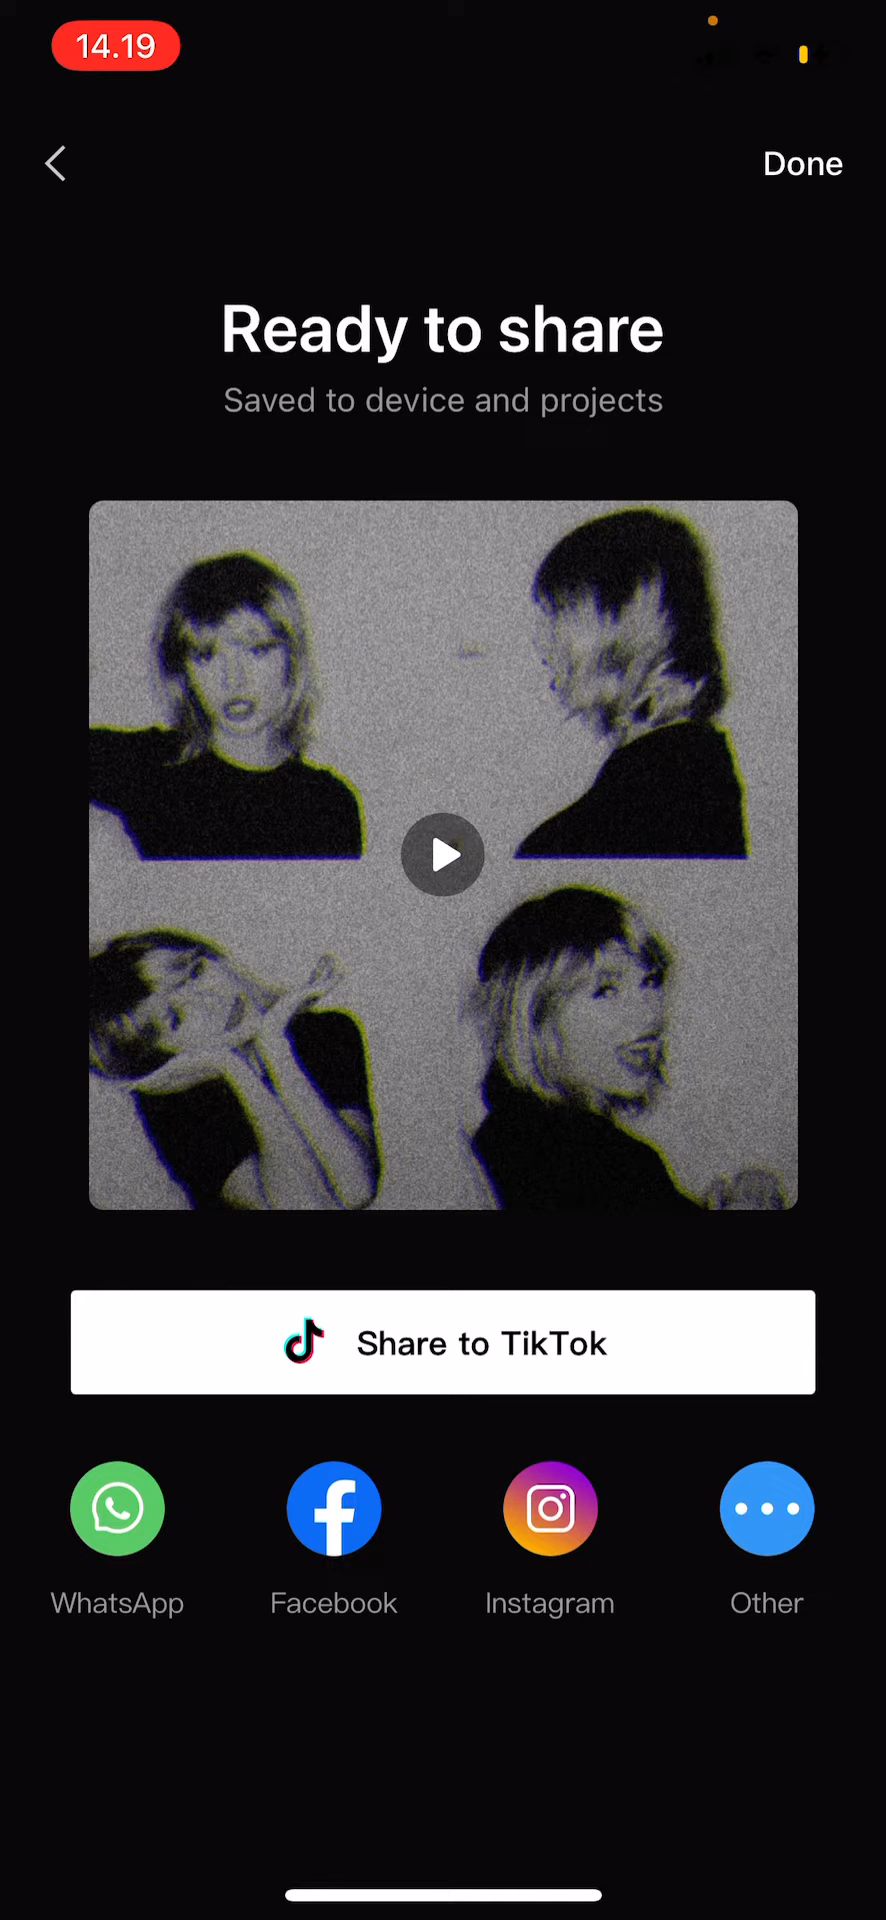 14.19
Done
Ready to share
Saved to device and projects
Share to TikTok
WhatsApp
Facebook
Instagram
Other